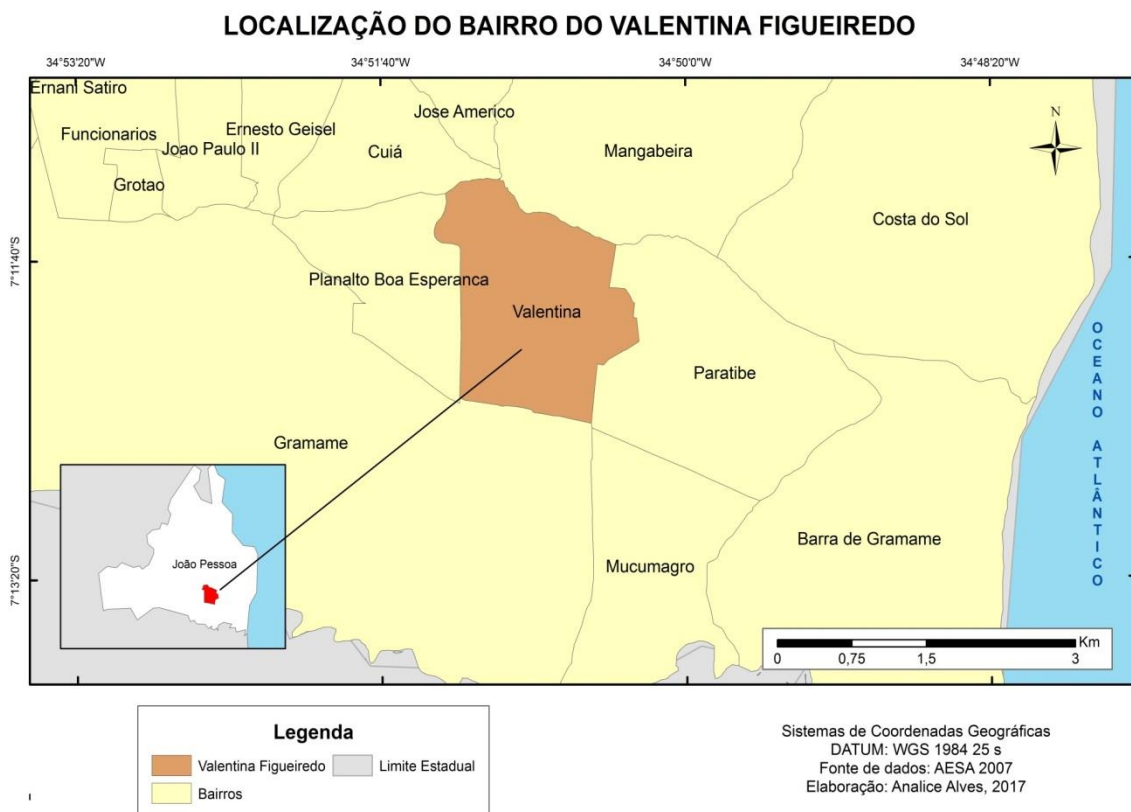 LOCALIZAÇÃO DO BAIRRO DO VALENTINA FIGUEIREDO
34°53'20"W
34°51'40"W
34°50'0"W
34°48'20"W
Ernani Satiro
Funcionarios
Joao Paulo II
Grotao
Ernesto Geisel
Cuiá
Jose Americo
Mangabeira
N
Costa do Sol
7°11'40"S
Planalto Boa Esperanca
Valentina
Paratibe
OCEANO ATLÂNTICO
Gramame
João Pessoa
Mucumagro
Barra de Gramame
7°13'20"S
Km
0 0,75 1,5 3
Legenda
Valentina Figueiredo
Limite Estadual
Bairros
Sistemas de Coordenadas Geográficas
DATUM: WGS 1984 25 s
Fonte de dados: AESA 2007
Elaboração: Analice Alves, 2017